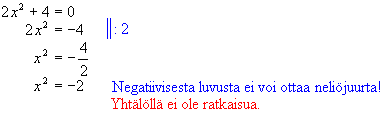 2x² + 4 = 0
2x² = −4 ||: 2
x² = −4/2
x² = −2 Negatiivisesta luvusta ei voi ottaa neliöjuurta!
Yhtälöllä ei ole ratkaisua.